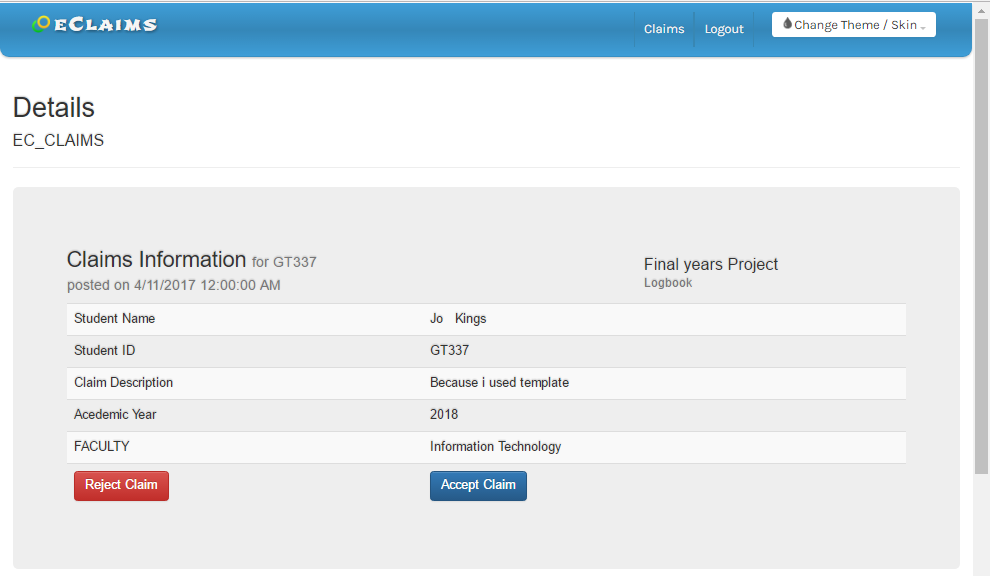 eClaims
Claims Logout Change Theme / Skin
Details
EC_CLAIMS
Claims Information for GT337
posted on 4/11/2017 12:00:00 AM
Final years Project
Logbook
Student Name Jo Kings
Student ID GT337
Claim Description Because i used template
Acedemic Year 2018
FACULTY Information Technology
Reject Claim Accept Claim